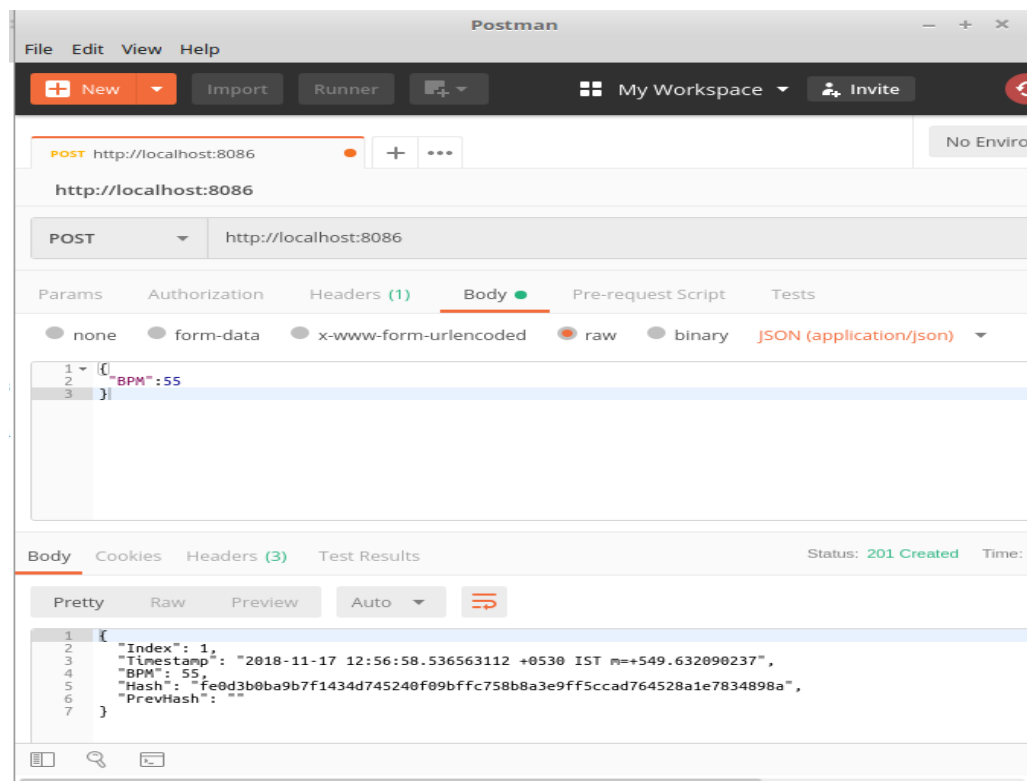 Postman
File Edit View Help
New Import Runner My Workspace Invite
POST http://localhost:8086 No Enviro
http://localhost:8086
POST http://localhost:8086
Params Authorization Headers (1) Body Pre-request Script Tests
none form-data x-www-form-urlencoded raw binary JSON (application/json)
1 {
2 "BPM":55
3 }
Body Cookies Headers (3) Test Results Status: 201 Created Time:
Pretty Raw Preview Auto
1 {
2 "Index": 1,
3 "Timestamp": "2018-11-17 12:56:58.536563112 +0530 IST m=+549.632090237",
4 "BPM": 55,
5 "Hash": "fe0d3b0ba9b7f1434d745240f09bffc758b8a3e9ff5ccad764528a1e7834898a",
6 "PrevHash": ""
7 }